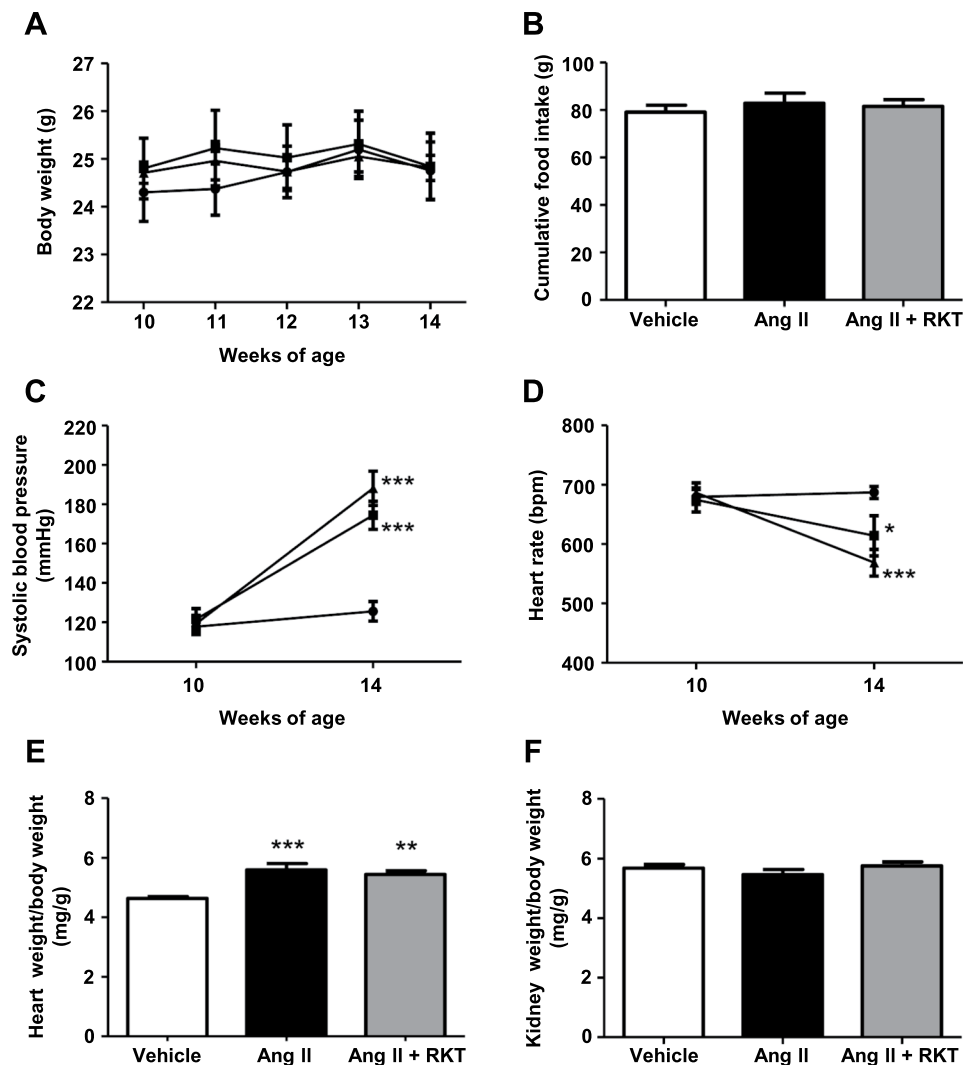 A
Body weight (g)
27
26
25
24
23
22
10 11 12 13 14
Weeks of age
B
Cumulative food intake (g)
100
80
60
40
20
0
Vehicle Ang II Ang II + RKT
C
Systolic blood pressure
(mmHg)
220
200
180
160
140
120
100
***
***
10 14
Weeks of age
D
Heart rate (bpm)
800
700
600
500
400
*
***
10 14
Weeks of age
E
Heart weight/body weight
(mg/g)
8
6
4
2
0
*** **
Vehicle Ang II Ang II + RKT
F
Kidney weight/body weight
(mg/g)
8
6
4
2
0
Vehicle Ang II Ang II + RKT